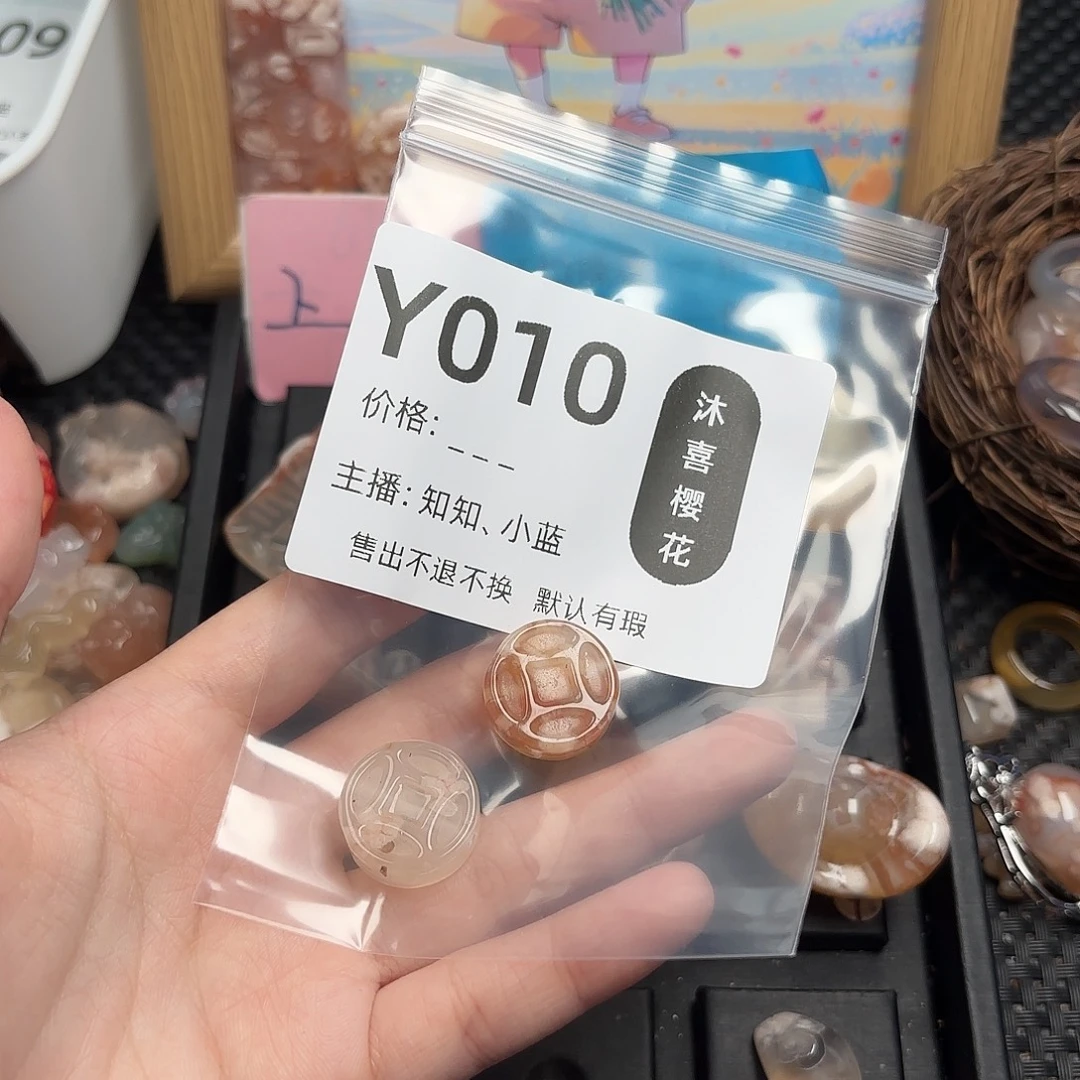 09
上
Y010
价格: _ _ _
主播: 知知、小蓝
售出不退不换 默认有瑕
沐喜樱花